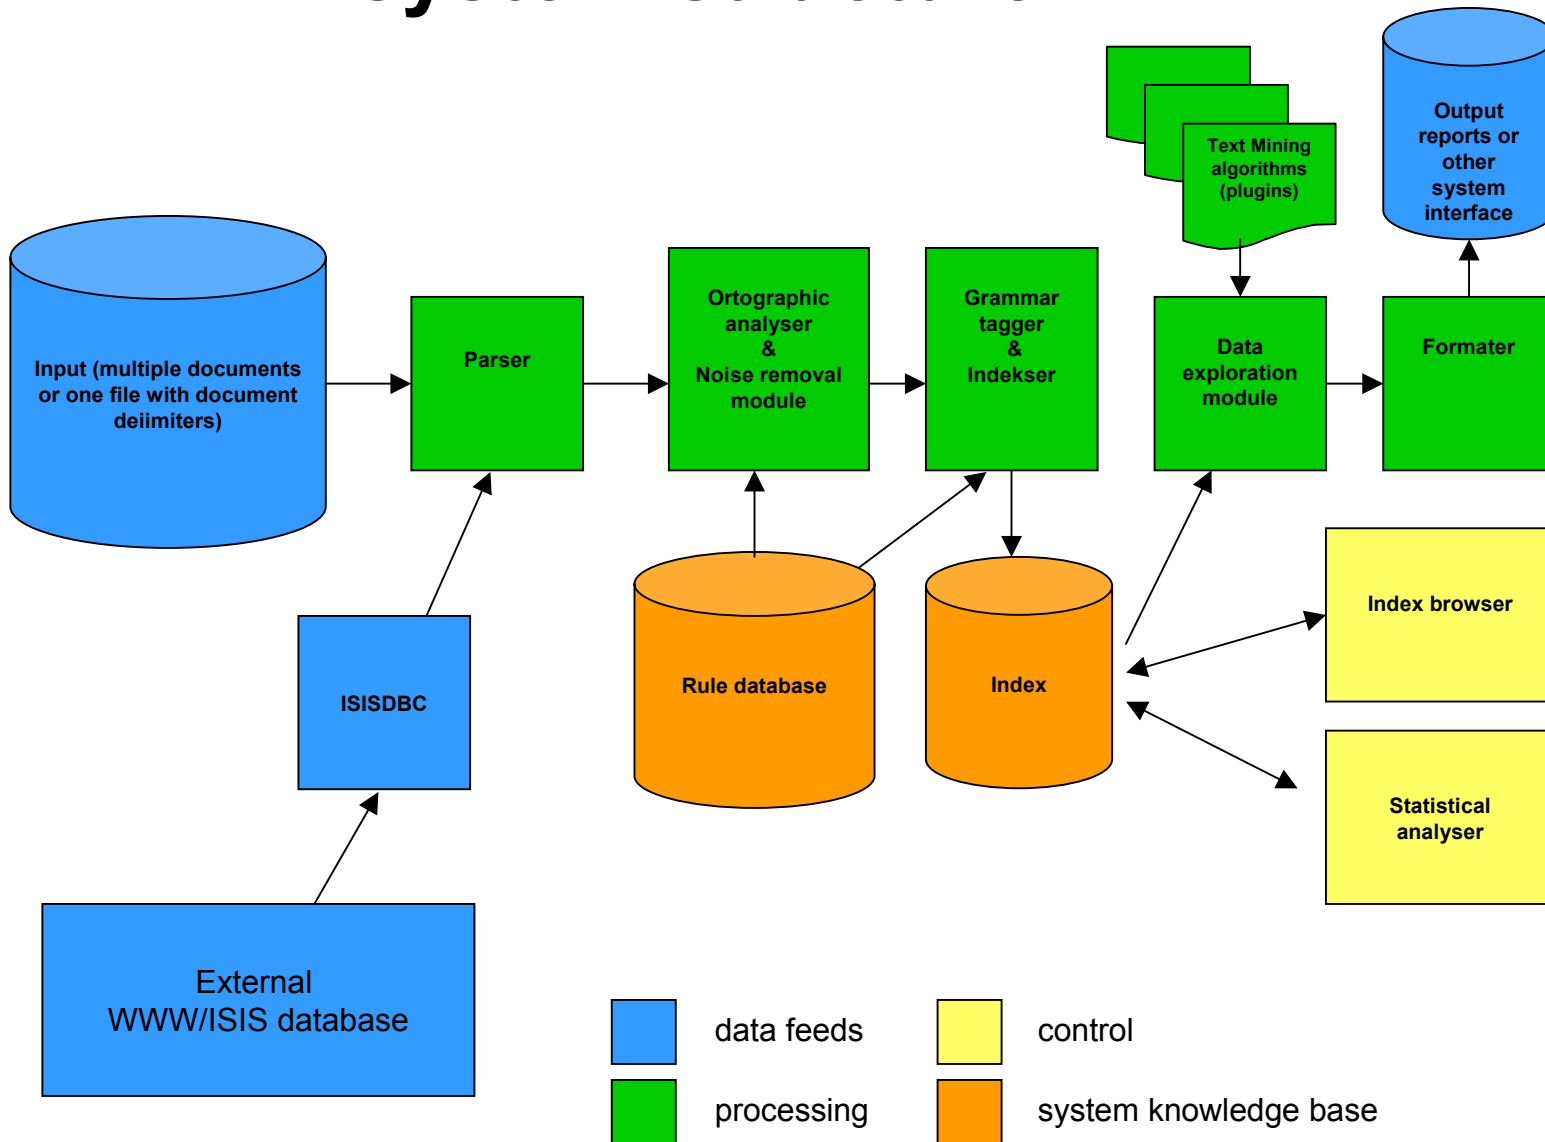 Text Mining
algorithms
(plugins)
Output
reports or
other
system
interface
Input (multiple documents
or one file with document
deiimiters)
Parser
Ortographic
analyser
&
Noise removal
module
Grammar
tagger
&
Indekser
Data
exploration
module
Formater
ISISDBC
Rule database
Index
Index browser
Statistical
analyser
External
WWW/ISIS database
data feeds
control
processing
system knowledge base